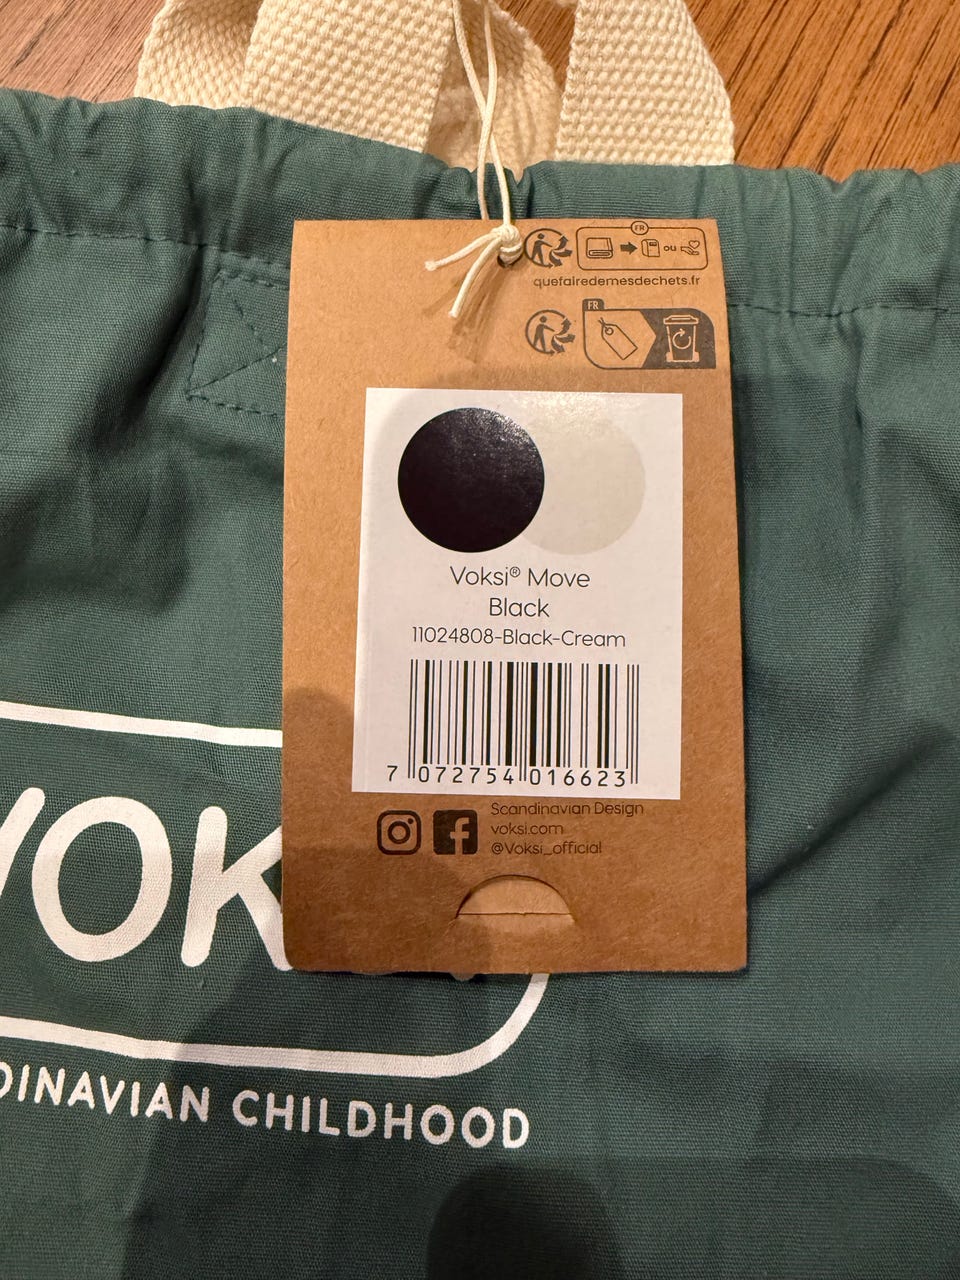 FR
OU
quefairedemesdechets.fr
FR
Voksi® Move
Black
11024808-Black-Cream
7 072754 016623
Scandinavian Design
voksi.com
@Voksi_official
VOK
DINAVIAN CHILDHOOD